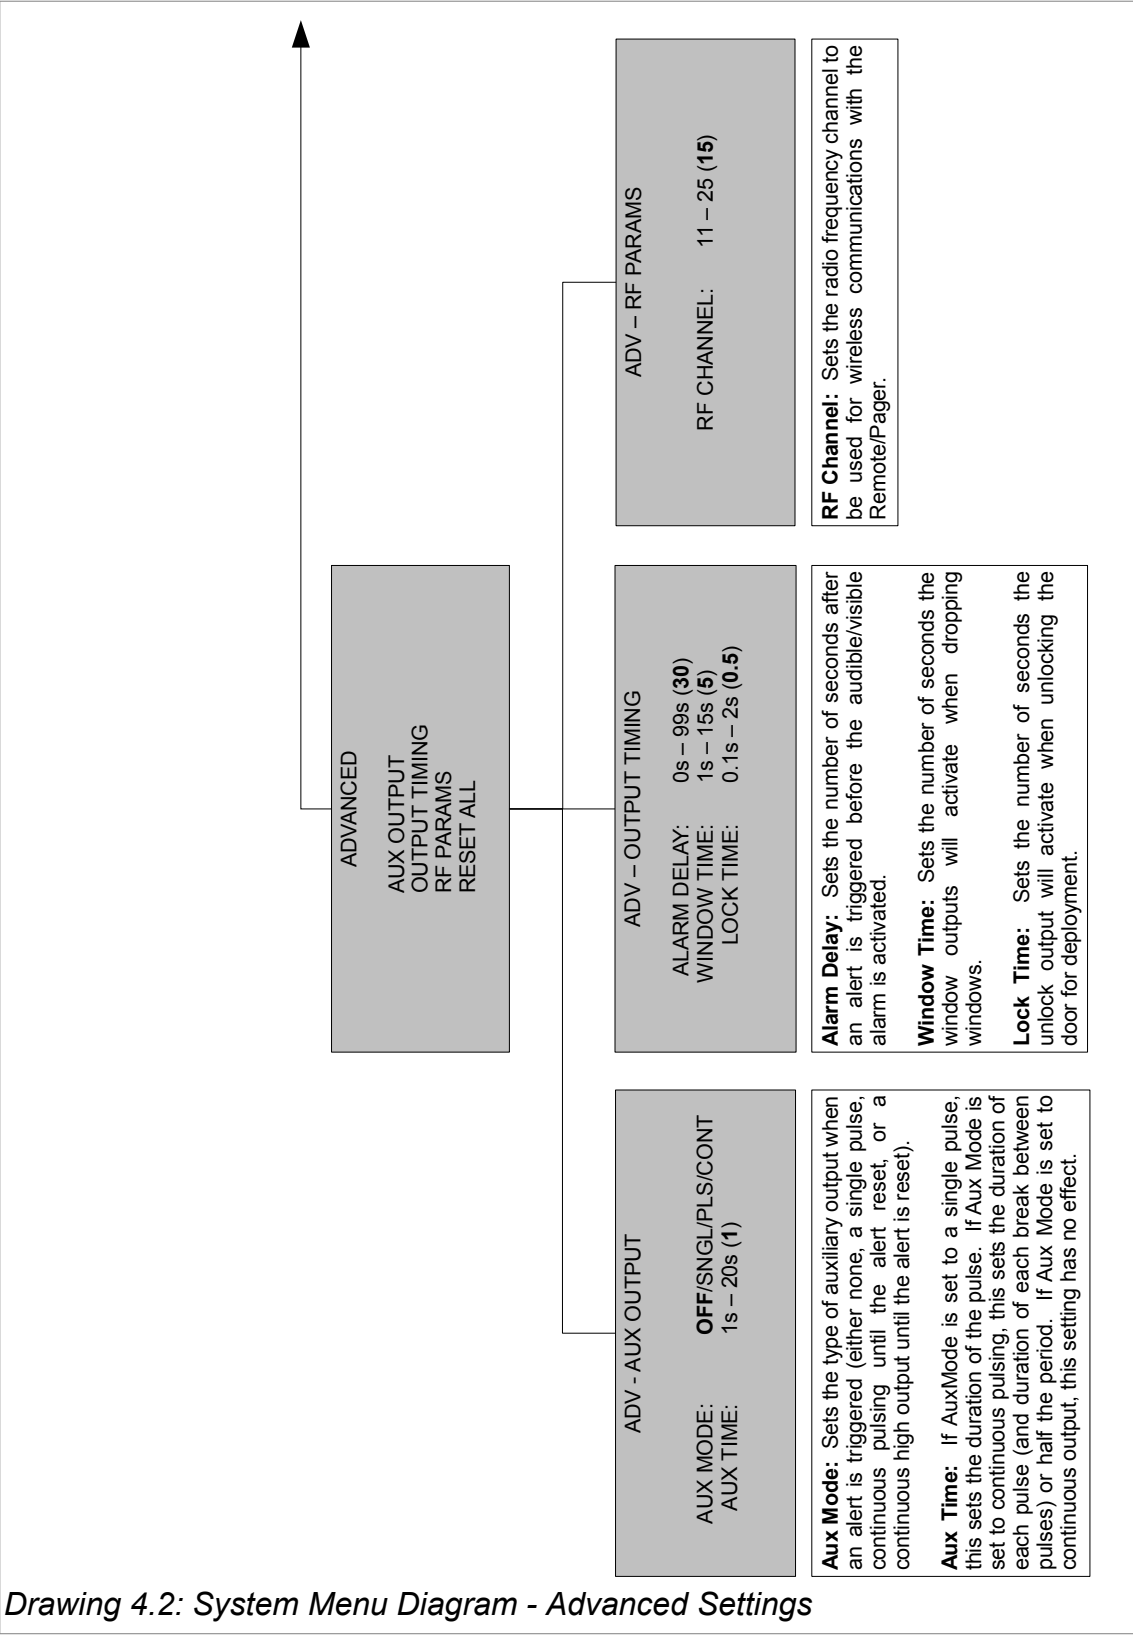 ADVANCED
AUX OUTPUT
OUTPUT TIMING
RF PARAMS
RESET ALL
ADV - AUX OUTPUT
AUX MODE: OFF/SNGL/PLS/CONT
AUX TIME: 1s – 20s (1)
Aux Mode: Sets the type of auxiliary output when
an alert is triggered (either none, a single pulse,
continuous pulsing until the alert reset, or a
continuous high output until the alert is reset).
Aux Time: If AuxMode is set to a single pulse,
this sets the duration of the pulse. If Aux Mode is
set to continuous pulsing, this sets the duration of
each pulse (and duration of each break between
pulses) or half the period. If Aux Mode is set to
continuous output, this setting has no effect.
ADV – OUTPUT TIMING
ALARM DELAY: 0s – 99s (30)
WINDOW TIME: 1s – 15s (5)
LOCK TIME: 0.1s – 2s (0.5)
Alarm Delay: Sets the number of seconds after
an alert is triggered before the audible/visible
alarm is activated.
Window Time: Sets the number of seconds the
window outputs will activate when dropping
windows.
Lock Time: Sets the number of seconds the
unlock output will activate when unlocking the
door for deployment.
ADV – RF PARAMS
RF CHANNEL: 11 – 25 (15)
RF Channel: Sets the radio frequency channel to
be used for wireless communications with the
Remote/Pager.
Drawing 4.2: System Menu Diagram - Advanced Settings